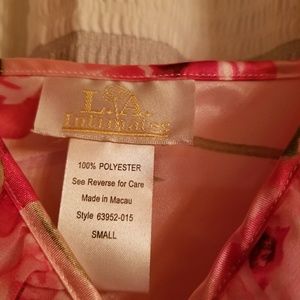 L.A.
Intimates
100% POLYESTER
See Reverse for Care
Made in Macau
Style 63952-015
SMALL